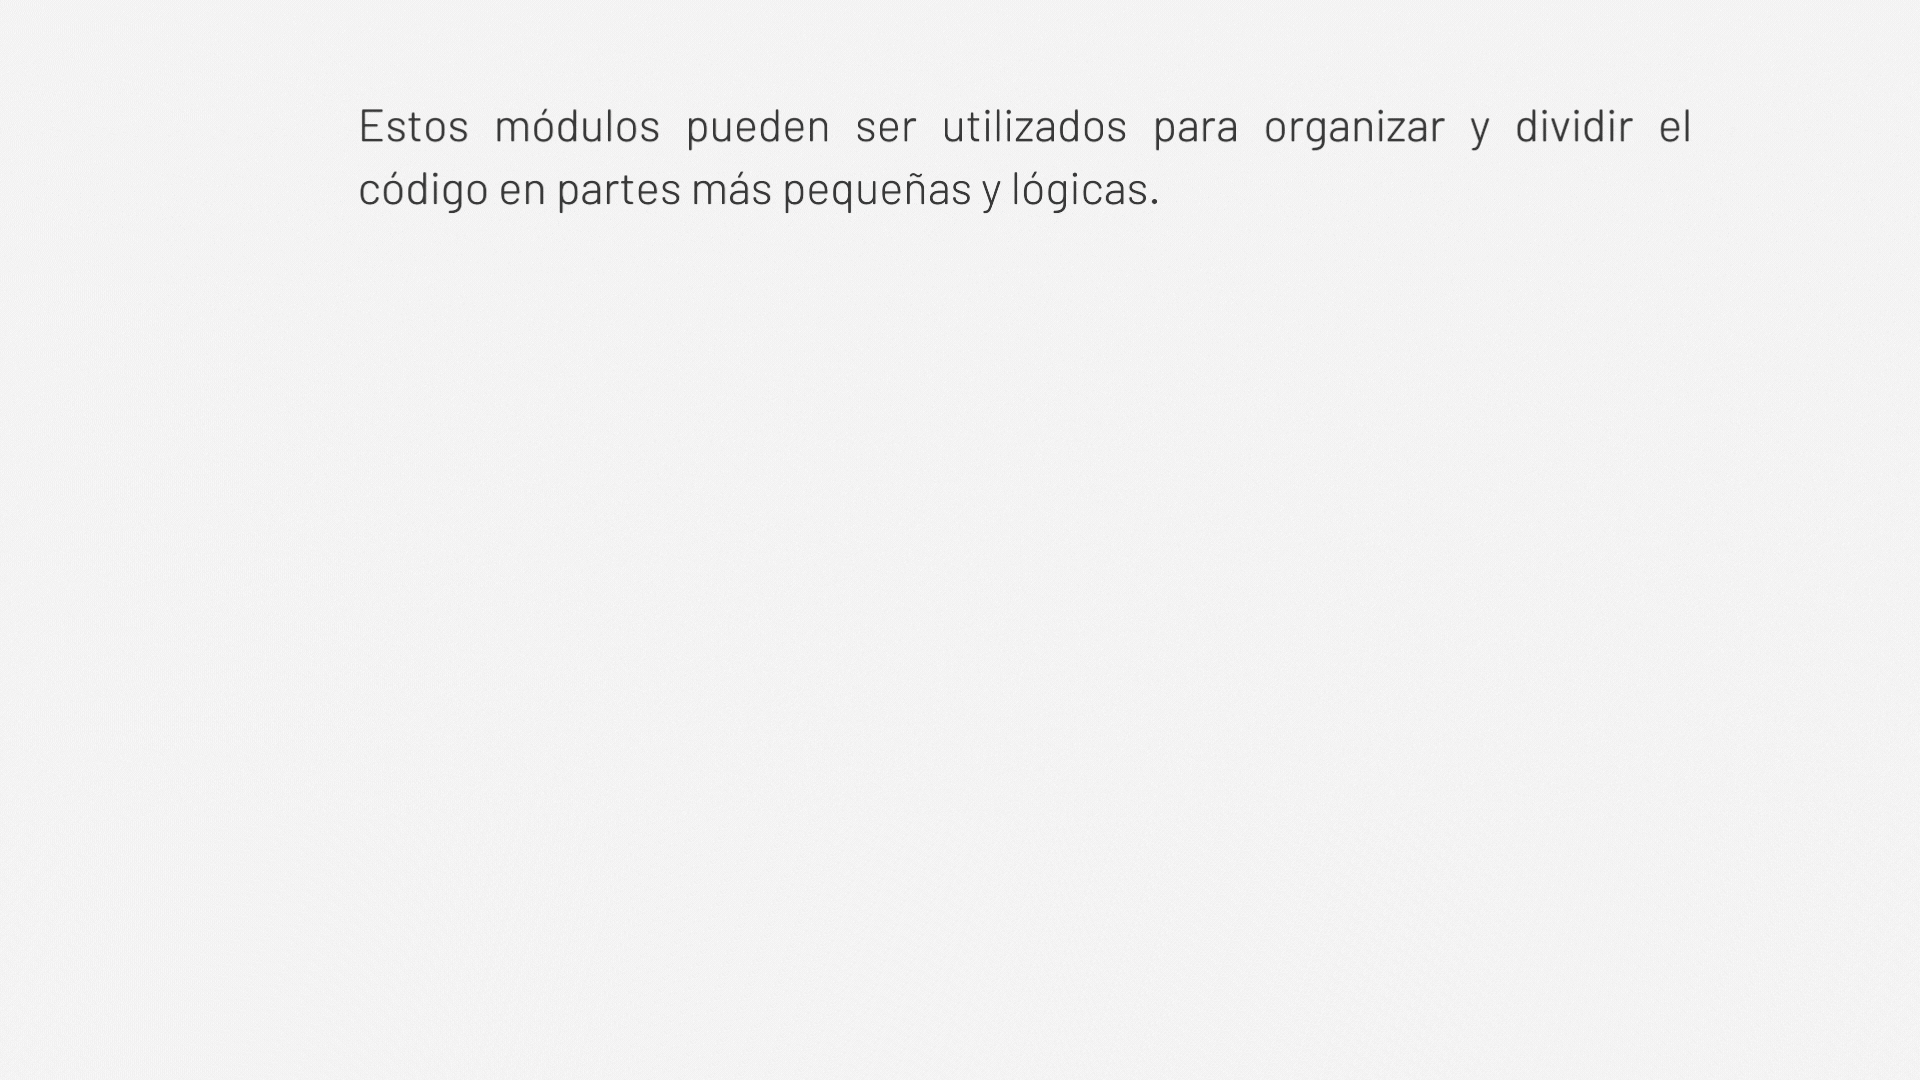 Estos módulos pueden ser utilizados para organizar y dividir el
código en partes más pequeñas y lógicas.